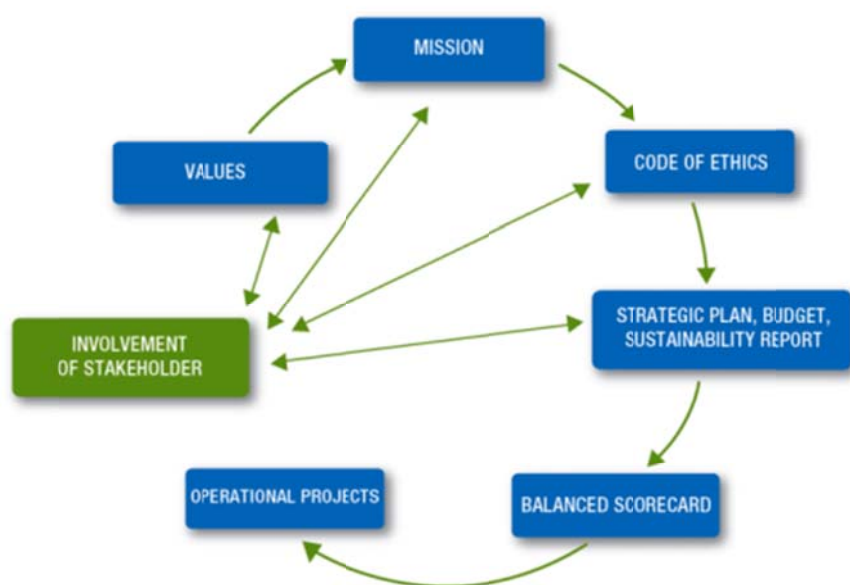 MISSION
VALUES
CODE OF ETHICS
STRATEGIC PLAN, BUDGET,
SUSTAINABILITY REPORT
INVOLVEMENT
OF STAKEHOLDER
OPERATIONAL PROJECTS
BALANCED SCORECARD